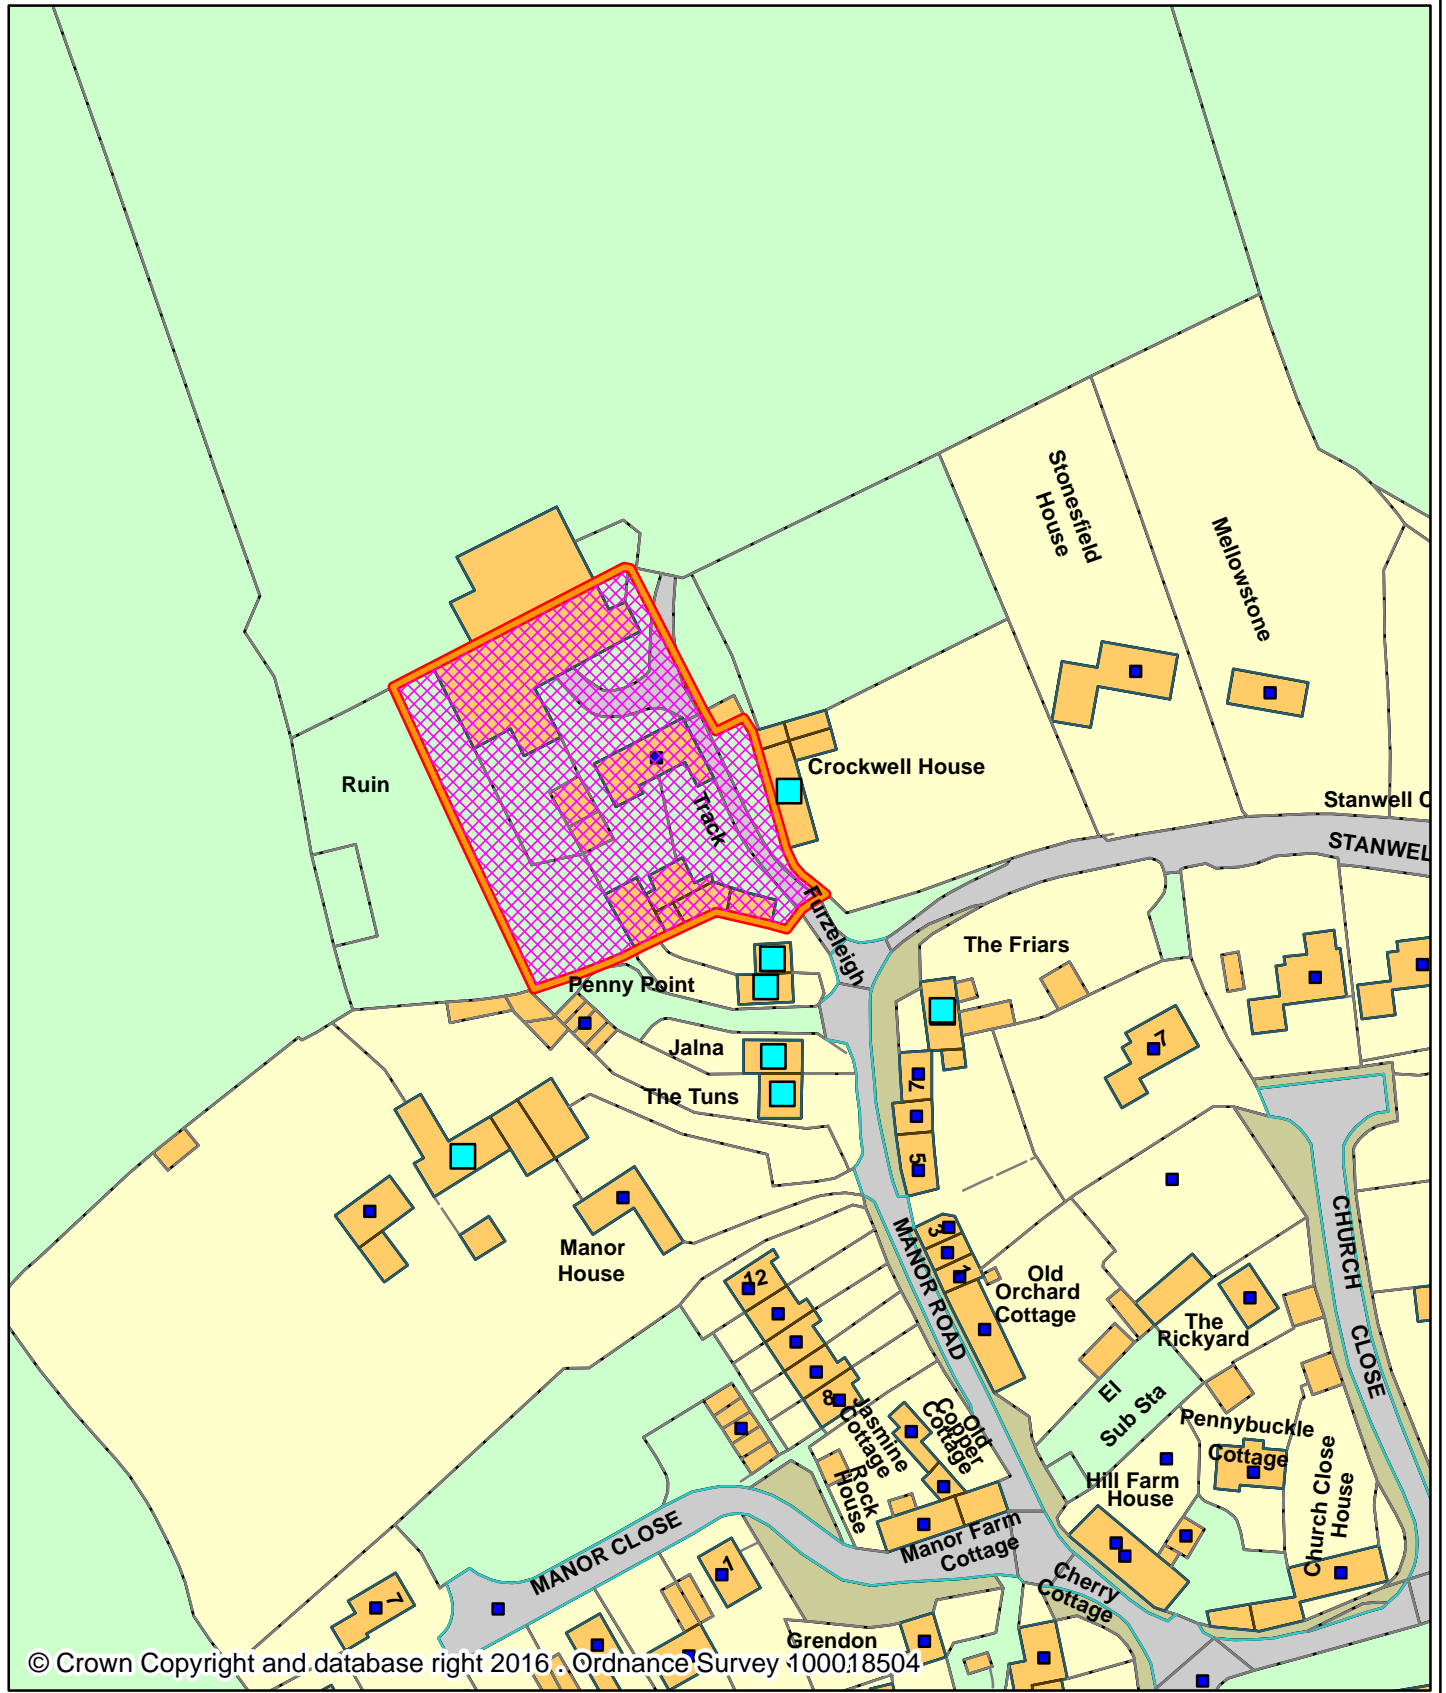 Stonesfield
House
Mellowstone
Ruin
Crockwell House
Track
Stanwell C
STANWEL
Furzeleigh
The Friars
Penny Point
Jalna
The Tuns
7
7
5
Manor
House
MANOR ROAD
3
1
Old
Orchard
Cottage
CHURCH
CLOSE
The
Rickyard
12
8
Jasmine
Cottage
Old
Copper
Cottage
Rock
House
El
Sub Sta
Pennybuckle
Cottage
Hill Farm
House
Church Close
House
Manor Farm
Cottage
MANOR CLOSE
1
7
Cherry
Cottage
Grendon
© Crown Copyright and database right 2016 . Ordnance Survey 100018504